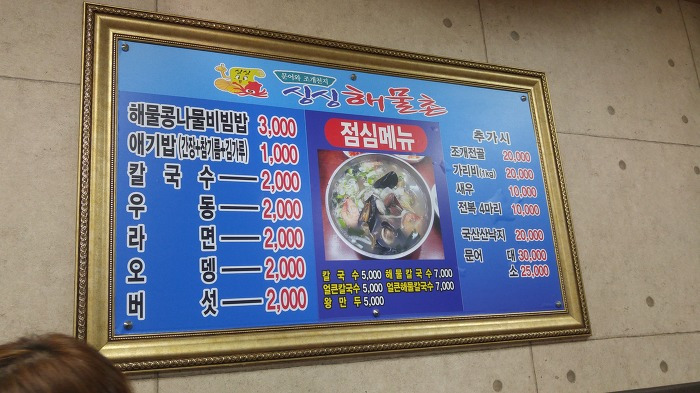 문어와 조개천지
싱싱해물촌
해물콩나물비빔밥 3,000
애기밥 (간장+참기름+김가루) 1,000
칼국수 — 2,000
우동 — 2,000
라면 — 2,000
오뎅 — 2,000
버섯 — 2,000
점심메뉴
칼국수 5,000 해물칼국수 7,000
얼큰칼국수 5,000 얼큰해물칼국수 7,000
왕만두 5,000
추가시
조개전골 20,000
가리비(1kg) 20,000
새우 10,000
전복 4마리 10,000
국산산낙지 20,000
문어 대 30,000
소 25,000